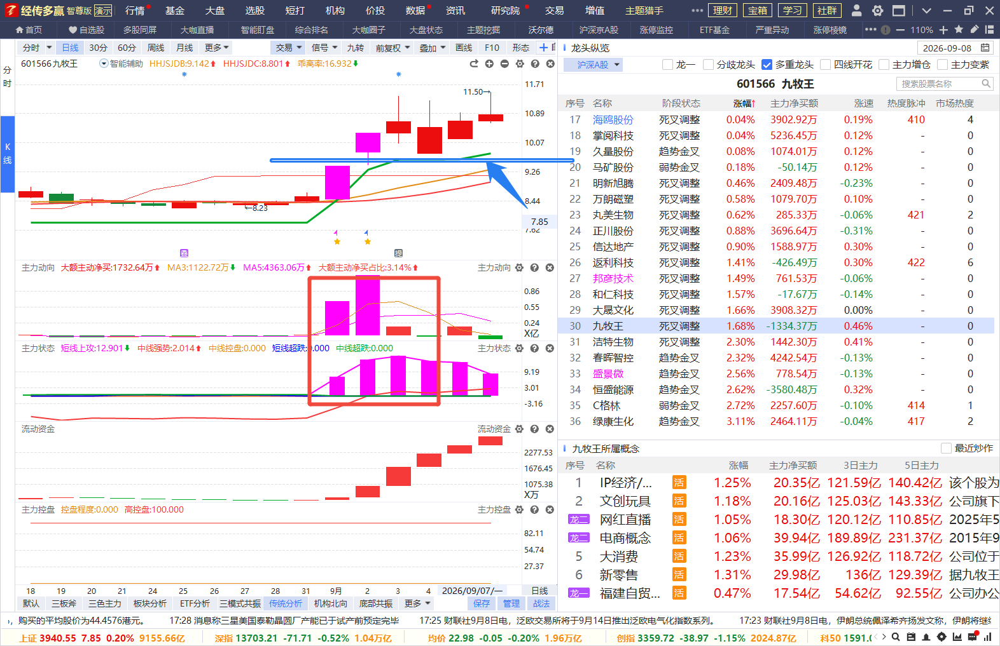 经传多赢 智尊版 演示 行情 基金 大盘 选股 短打 机构 价投 数据 资讯 研究院 交易 增值 主题猎手 理财 宝箱 学习 社群
首页 自选股 多股同屏 大咖直播 智能盯盘 综合排名 大咖圈子 大盘状态 主题挖掘 沃尔德 沪深京A股 涨停监控 ETF基金 严重异动 涨停棱镜 110%
分时 日线 30分 60分 周线 月线 更多 交易 信号 九转 前复权 叠加 画线 F10 形态
分时
K线
601566 九牧王 智能辅助 HHJSJDB:9.142 HHJSJDC:8.801 乖离率:16.932
11.71
11.50
10.89
10.07
9.26
8.44
8.23
7.85
7.62
主力动向 大额主动净买:1732.64万 MA3:1122.72万 MA5:4363.06万 大额主动净买占比:3.14% 主力动向
0.86
0.55
0.24
X亿
主力状态 短线上攻:12.901 中线强势:2.014 中线控盘:0.000 短线超跌:0.000 中线超跌:0.000 主力状态
9.19
3.01
-3.16
流动资金 流动资金
2277.53
1676.45
1075.38
X万
主力控盘 控盘程度:0.000 高控盘:100.000 主力控盘
82.11
54.74
27.37
18 19 20 21 24 25 26 27 28 31 9月 2 3 4 2026/09/07/一 日线
默认 三板斧 三色主力 板块分析 ETF分析 三模式共振 传统分析 机构北向 底部共振 更多 保存 管理 战法
龙头纵览 2026-09-08
沪深A股 龙一 分歧龙头 多重龙头 四线开花 主力增仓 主力变紫
601566 九牧王 搜索股票名称
序号 名称 阶段状态 涨幅 主力净买额 涨速 热度脉冲 市场热度
17 海鸥股份 死叉调整 0.04% 3902.92万 0.19% 410 4
18 掌阅科技 死叉调整 0.04% 5236.45万 0.12% - 0
19 久量股份 趋势金叉 0.08% 1074.01万 0.12% - 0
20 马矿股份 弱势金叉 0.18% -50.14万 0.12% - 0
21 明新旭腾 死叉调整 0.46% 2409.48万 -0.23% - 0
22 万朗磁塑 死叉调整 0.58% 1079.70万 0.10% - 0
23 丸美生物 死叉调整 0.62% 285.33万 -0.06% 421 2
24 正川股份 死叉调整 0.88% 3696.64万 -0.31% - 0
25 信达地产 死叉调整 0.90% 1588.97万 0.30% - 0
26 返利科技 死叉调整 1.41% -426.49万 0.30% 422 6
27 邦彦技术 死叉调整 1.49% 761.53万 -0.06% - 0
28 和仁科技 死叉调整 1.57% -17.67万 -0.14% - 0
29 大晟文化 死叉调整 1.66% 3908.32万 0.00% - 0
30 九牧王 死叉调整 1.68% -1334.37万 0.46% - 0
31 洁特生物 死叉调整 2.30% 1442.30万 0.41% - 0
32 春晖智控 趋势金叉 2.32% 4242.54万 -0.13% - 0
33 盛景微 趋势金叉 2.56% 778.54万 -0.13% - 0
34 恒盛能源 趋势金叉 2.62% -3580.48万 0.32% - 0
35 C格林 弱势金叉 2.72% 2257.60万 -0.10% 414 1
36 绿康生化 趋势金叉 3.11% 2464.11万 -0.04% 417 2
九牧王所属概念 最近炒作
序号 名称 涨幅 主力净买额 3日主力 5日主力
1 IP经济/... 活 1.25% 20.35亿 121.59亿 140.42亿 该个股为
2 文创玩具 活 1.18% 20.16亿 125.03亿 143.33亿 公司旗下
龙二 网红直播 活 1.05% 18.30亿 120.12亿 110.85亿 2025年5
龙二 电商概念 活 1.06% 39.94亿 189.89亿 231.37亿 2015年9
5 大消费 活 1.23% 35.99亿 126.92亿 118.72亿 公司位于
6 新零售 活 1.31% 29.98亿 136亿 129.39亿 据九牧王
龙一 福建自贸... 活 0.47% 17.54亿 54.62亿 92.55亿 公司办公
，购买的平均股价为44.4576港元。 17:28 消息称三星美国泰勒晶圆厂产能已于试产前预定完毕 17:25 财联社9月8日电，泛欧交易所将于9月14日推出泛欧电气化指数系列。 17:23 财联社9月8日电，伊朗总统佩泽希齐扬发文称，伊朗将继续
上证 3940.55 7.85 0.20% 9155.66亿 深指 13703.21 -71.71 -0.52% 1.04万亿 均价 22.98 -0.05 -0.20% 1.96万亿 创指 3359.72 -38.97 -1.15% 2024.87亿 科50 1591.0